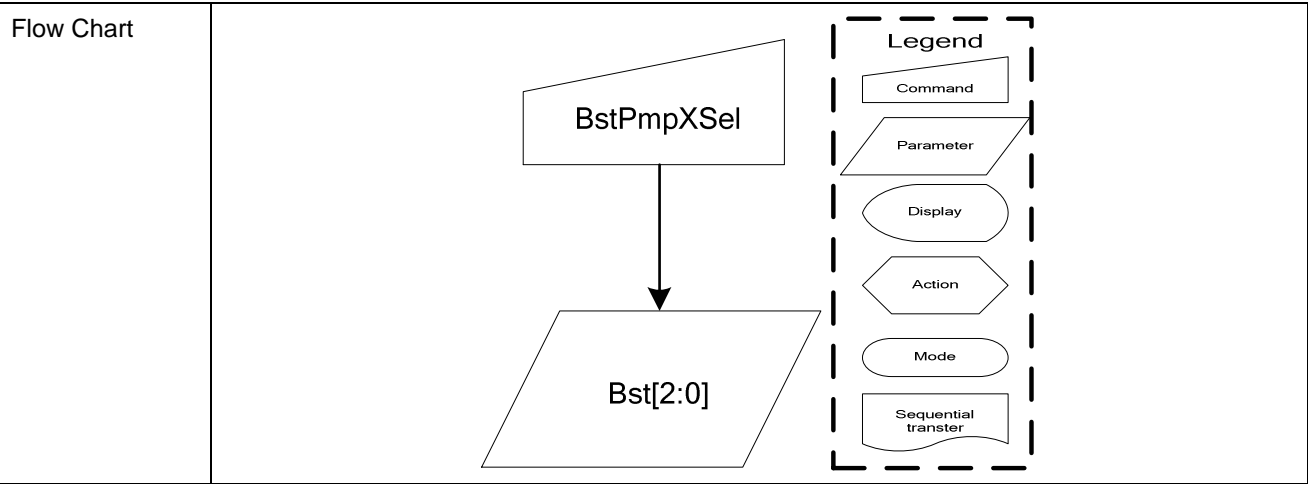 Flow Chart
BstPmpXSel
Bst[2:0]
Legend
Command
Parameter
Display
Action
Mode
Sequential
transter